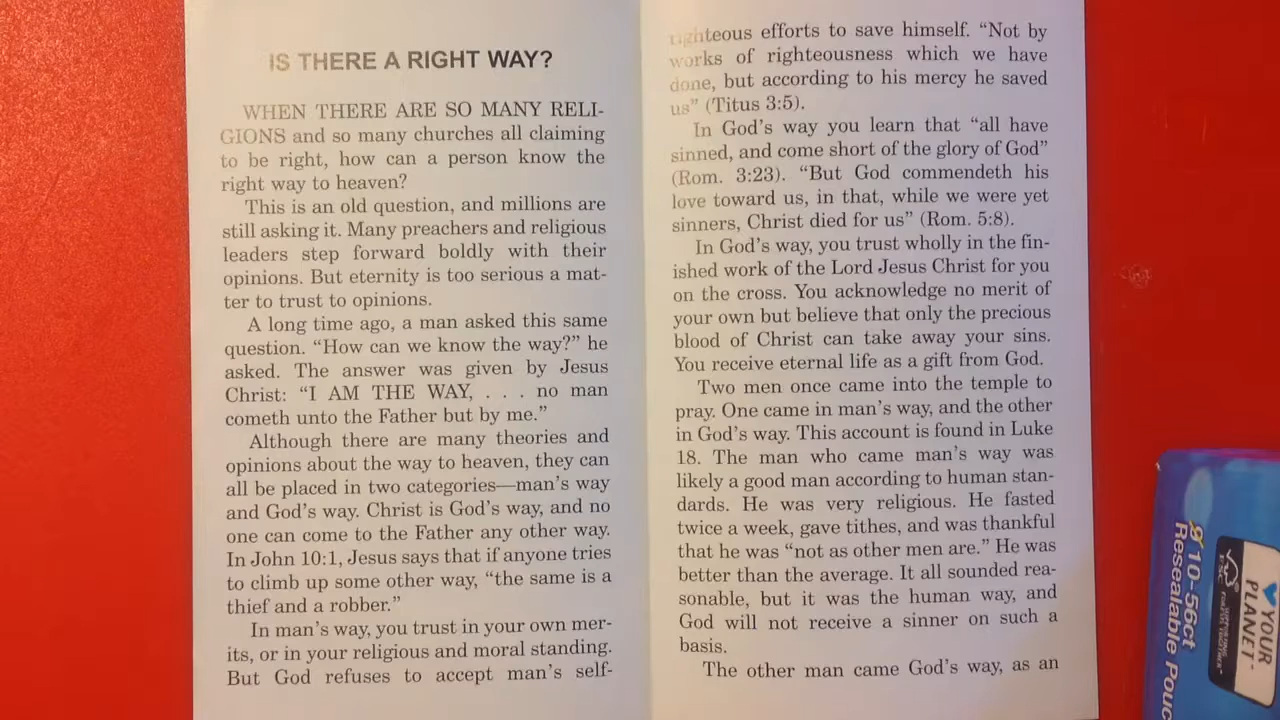 IS THERE A RIGHT WAY?
WHEN THERE ARE SO MANY RELI-
GIONS and so many churches all claiming
to be right, how can a person know the
right way to heaven?
This is an old question, and millions are
still asking it. Many preachers and religious
leaders step forward boldly with their
opinions. But eternity is too serious a mat-
ter to trust to opinions.
A long time ago, a man asked this same
question. “How can we know the way?” he
asked. The answer was given by Jesus
Christ: “I AM THE WAY, . . . no man
cometh unto the Father but by me.”
Although there are many theories and
opinions about the way to heaven, they can
all be placed in two categories—man’s way
and God’s way. Christ is God’s way, and no
one can come to the Father any other way.
In John 10:1, Jesus says that if anyone tries
to climb up some other way, “the same is a
thief and a robber.”
In man’s way, you trust in your own mer-
its, or in your religious and moral standing.
But God refuses to accept man’s self-
righteous efforts to save himself. “Not by
works of righteousness which we have
done, but according to his mercy he saved
us” (Titus 3:5).
In God’s way you learn that “all have
sinned, and come short of the glory of God”
(Rom. 3:23). “But God commendeth his
love toward us, in that, while we were yet
sinners, Christ died for us” (Rom. 5:8).
In God’s way, you trust wholly in the fin-
ished work of the Lord Jesus Christ for you
on the cross. You acknowledge no merit of
your own but believe that only the precious
blood of Christ can take away your sins.
You receive eternal life as a gift from God.
Two men once came into the temple to
pray. One came in man’s way, and the other
in God’s way. This account is found in Luke
18. The man who came man’s way was
likely a good man according to human stan-
dards. He was very religious. He fasted
twice a week, gave tithes, and was thankful
that he was “not as other men are.” He was
better than the average. It all sounded rea-
sonable, but it was the human way, and
God will not receive a sinner on such a
basis.
The other man came God’s way, as an
YOUR
PLANET
10-56ct
Resealable